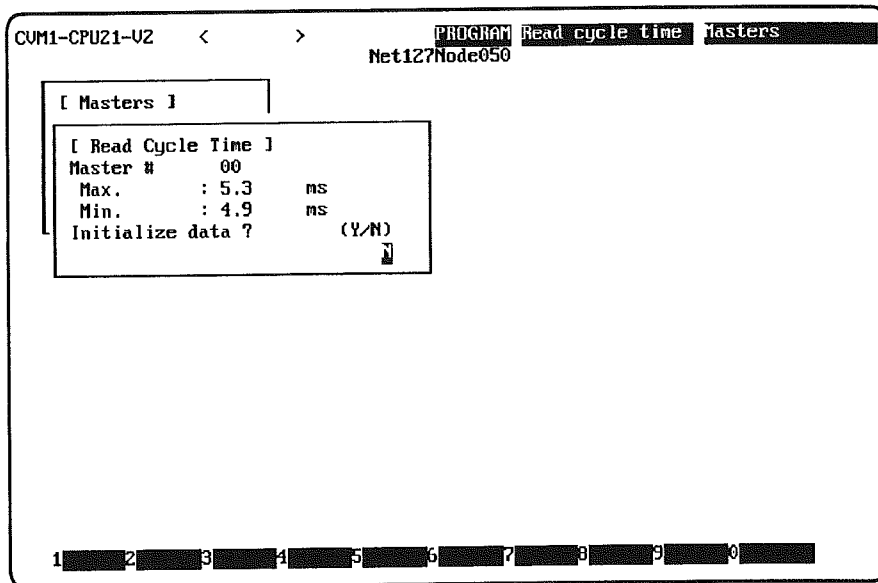 CVM1-CPU21-V2 < > PROGRAM Read cycle time Masters
Net127Node050
[ Masters ]
[ Read Cycle Time ]
Master # 00
Max. : 5.3 ms
Min. : 4.9 ms
Initialize data ? (Y/N)
N
1 2 3 4 5 6 7 8 9 0